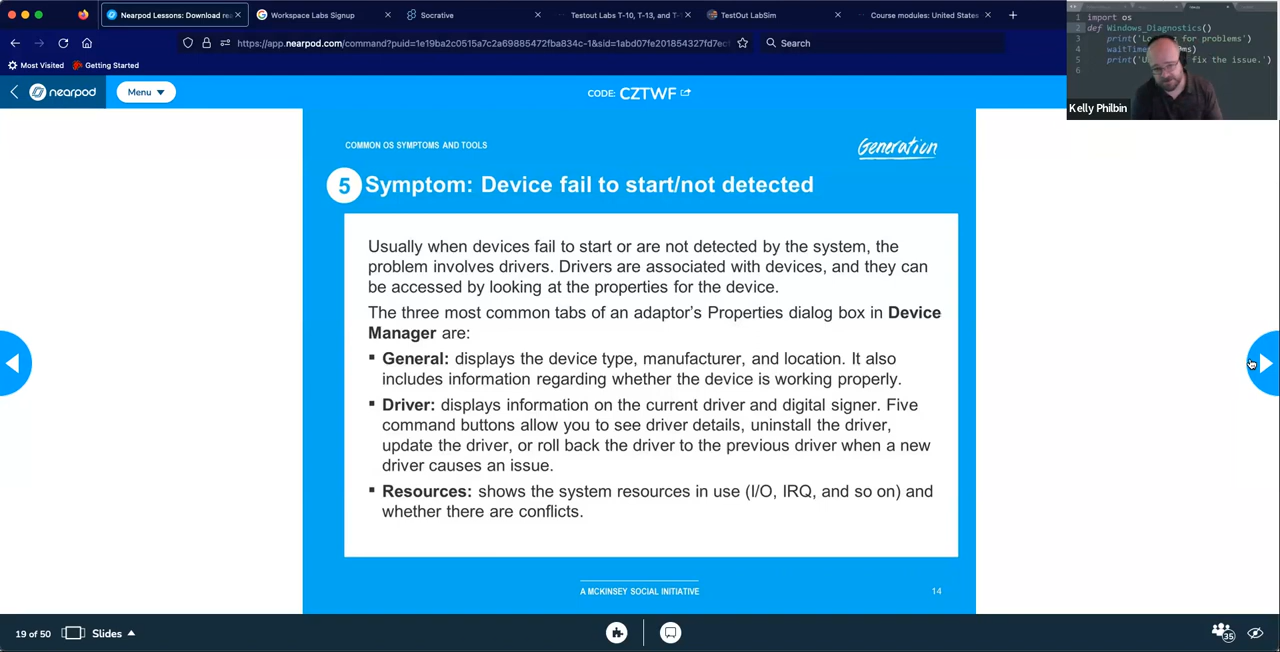 Nearpod Lessons: Download rea
Workspace Labs Signup
Socrative
Testout Labs T-10, T-13, and T-
TestOut LabSim
Course modules: United States
https://app.nearpod.com/command?puid=1e19ba2c0515a7c2a69885472fba834c-1&sid=1abd07fe201854327fd7ec
Search
Most Visited
Getting Started
nearpod
Menu
CODE: CZTWF
import os
def Windows_Diagnostics()
for problems')
waitTim
fix the issue.')
Kelly Philbin
COMMON OS SYMPTOMS AND TOOLS
Generation
5 Symptom: Device fail to start/not detected
Usually when devices fail to start or are not detected by the system, the
problem involves drivers. Drivers are associated with devices, and they can
be accessed by looking at the properties for the device.
The three most common tabs of an adaptor's Properties dialog box in Device
Manager are:
▪ General: displays the device type, manufacturer, and location. It also
includes information regarding whether the device is working properly.
▪ Driver: displays information on the current driver and digital signer. Five
command buttons allow you to see driver details, uninstall the driver,
update the driver, or roll back the driver to the previous driver when a new
driver causes an issue.
▪ Resources: shows the system resources in use (I/O, IRQ, and so on) and
whether there are conflicts.
A MCKINSEY SOCIAL INITIATIVE
14
19 of 50
Slides
35